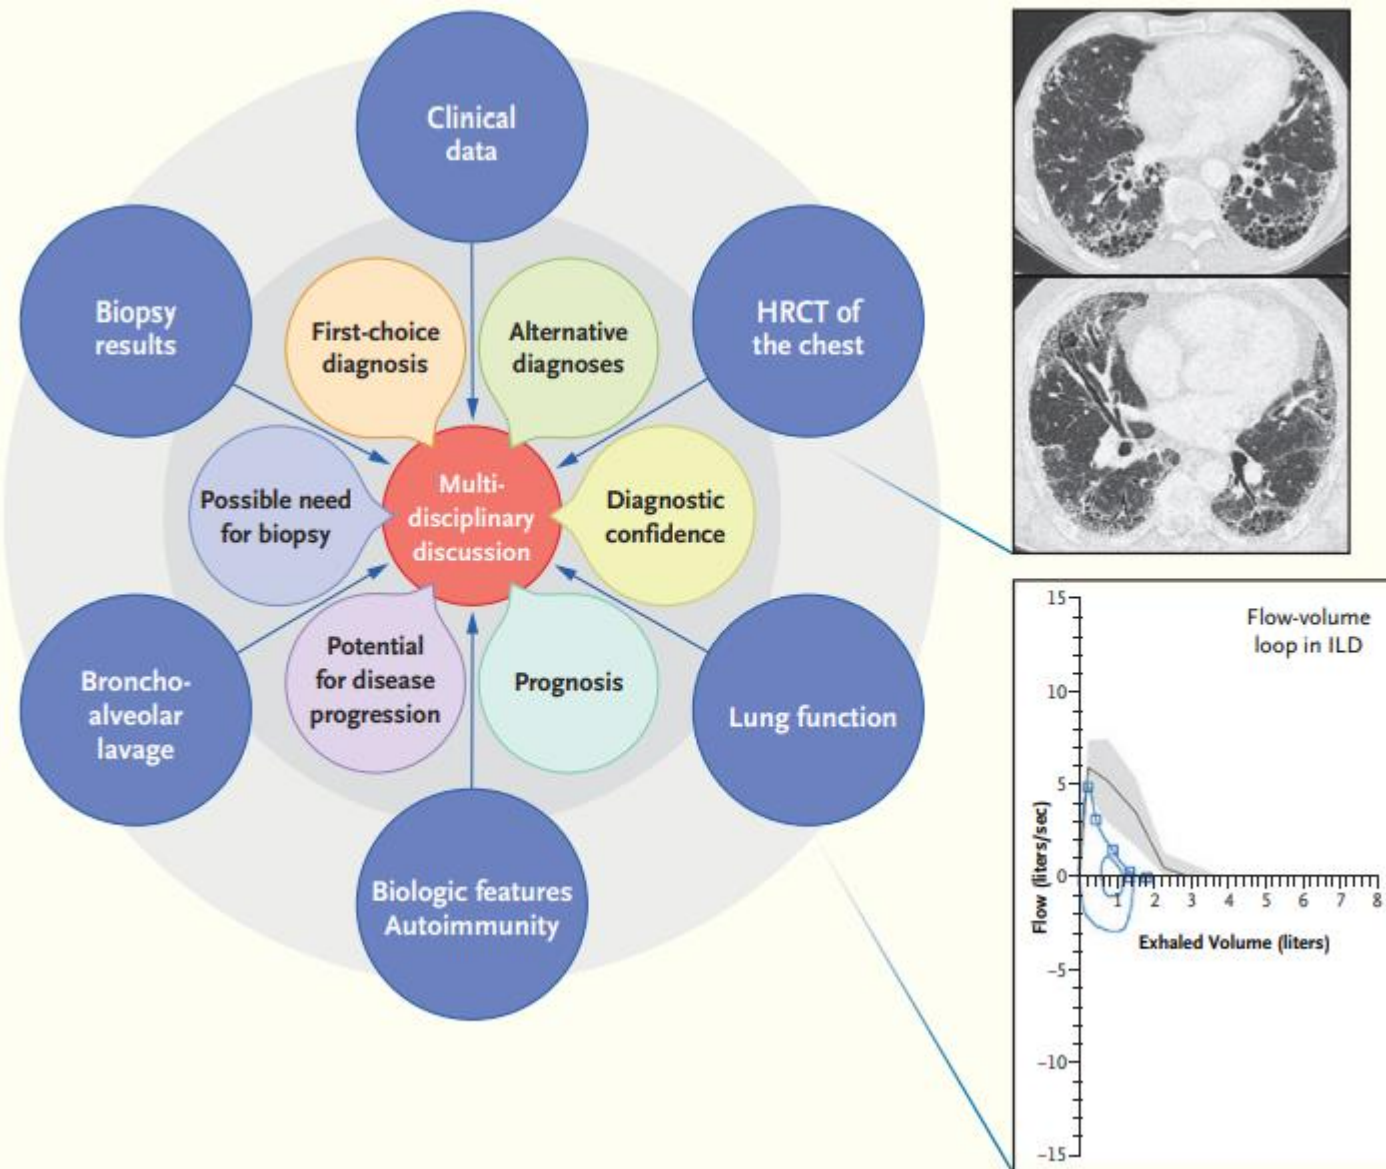 Clinical
data
Biopsy
results
HRCT of
the chest
First-choice
diagnosis
Alternative
diagnoses
Possible need
for biopsy
Multi-
disciplinary
discussion
Diagnostic
confidence
Potential
for disease
progression
Prognosis
Broncho-
alveolar
lavage
Lung function
Biologic features
Autoimmunity
Flow-volume
loop in ILD
15
10
5
0
−5
−10
−15
Flow (liters/sec)
1 2 3 4 5 6 7 8
Exhaled Volume (liters)